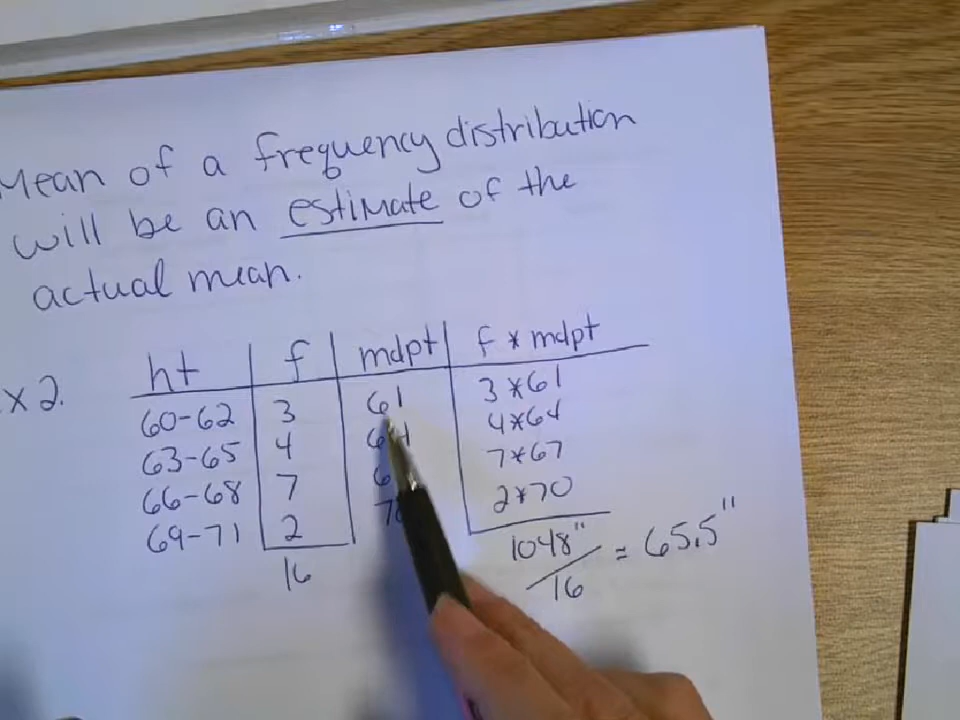 Mean of a frequency distribution
will be an estimate of the
actual mean.
x 2.
ht f mdpt f * mdpt
60-62 3 61 3*61
63-65 4 64 4*64
66-68 7 7*67
69-71 2 2*70
16 1048"/16 = 65.5"